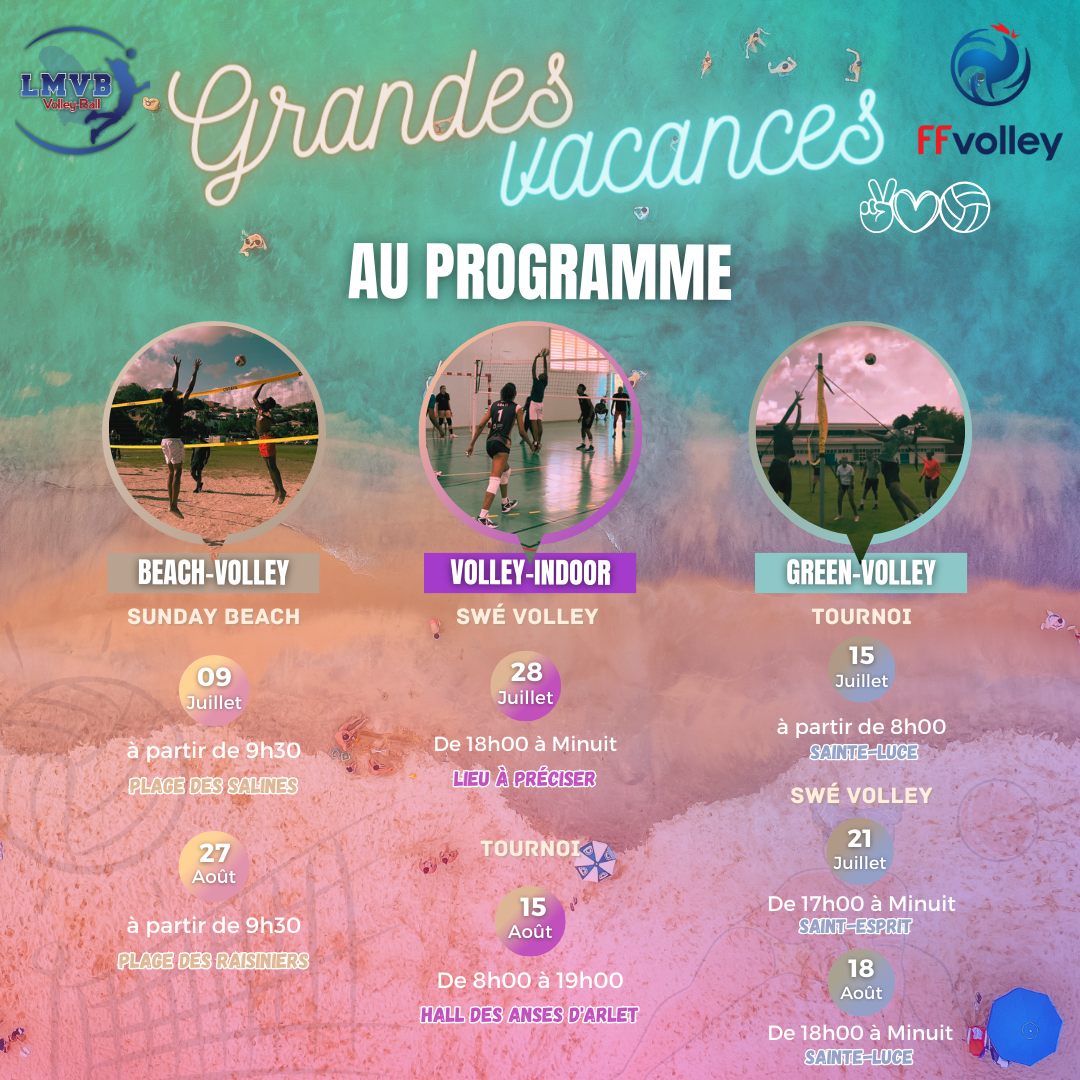 LMVB
Volley-Ball
Grandes
vacances
FFvolley
AU PROGRAMME
BEACH-VOLLEY
SUNDAY BEACH
09
Juillet
à partir de 9h30
PLAGE DES SALINES
27
Août
à partir de 9h30
PLAGE DES RAISINIERS
VOLLEY-INDOOR
SWÉ VOLLEY
28
Juillet
De 18h00 à Minuit
LIEU À PRÉCISER
TOURNOI
15
Août
De 8h00 à 19h00
HALL DES ANSES D'ARLET
GREEN-VOLLEY
TOURNOI
15
Juillet
à partir de 8h00
SAINTE-LUCE
SWÉ VOLLEY
21
Juillet
De 17h00 à Minuit
SAINT-ESPRIT
18
Août
De 18h00 à Minuit
SAINTE-LUCE